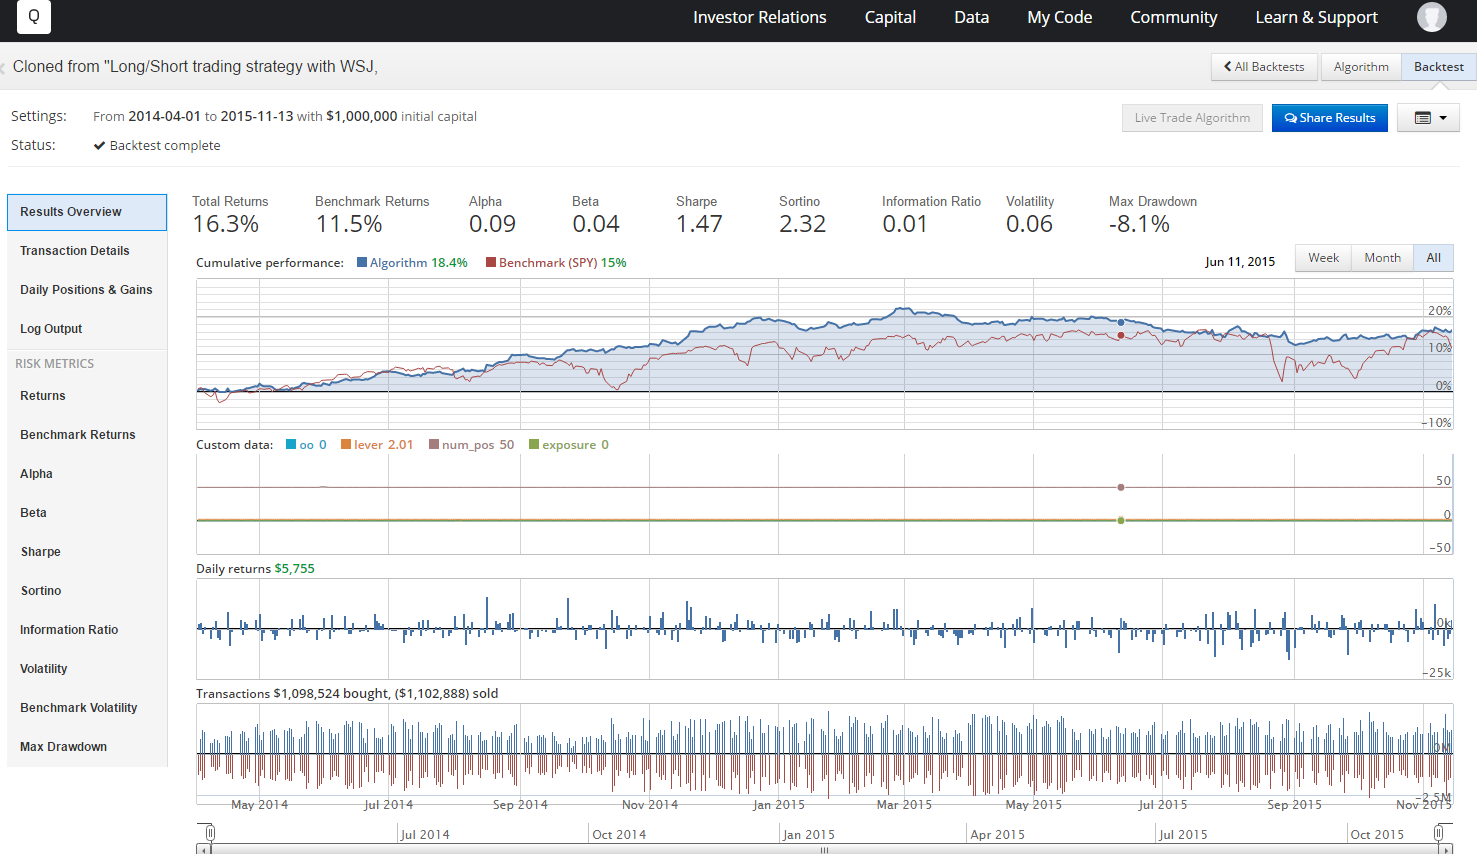 Q
Investor Relations Capital Data My Code Community Learn & Support
Cloned from "Long/Short trading strategy with WSJ,
All Backtests Algorithm Backtest
Settings: From 2014-04-01 to 2015-11-13 with $1,000,000 initial capital
Live Trade Algorithm Share Results
Status: Backtest complete
Results Overview
Transaction Details
Daily Positions & Gains
Log Output
RISK METRICS
Returns
Benchmark Returns
Alpha
Beta
Sharpe
Sortino
Information Ratio
Volatility
Benchmark Volatility
Max Drawdown
Total Returns Benchmark Returns Alpha Beta Sharpe Sortino Information Ratio Volatility Max Drawdown
16.3% 11.5% 0.09 0.04 1.47 2.32 0.01 0.06 -8.1%
Cumulative performance: Algorithm 18.4% Benchmark (SPY) 15% Jun 11, 2015 Week Month All
20%
10%
0%
-10%
Custom data: oo 0 lever 2.01 num_pos 50 exposure 0
50
0
-50
Daily returns $5,755
0k
-25k
Transactions $1,098,524 bought, ($1,102,888) sold
0M
-2.5M
May 2014 Jul 2014 Sep 2014 Nov 2014 Jan 2015 Mar 2015 May 2015 Jul 2015 Sep 2015 Nov 2015
Jul 2014 Oct 2014 Jan 2015 Apr 2015 Jul 2015 Oct 2015